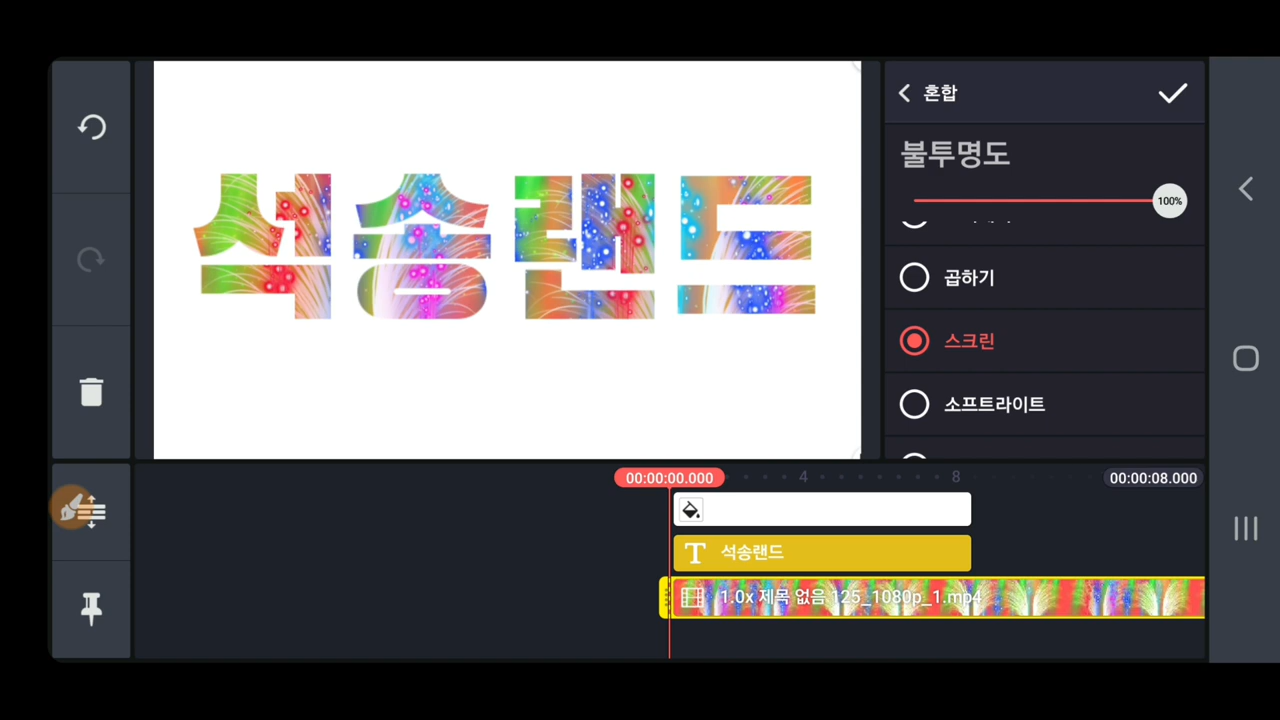 혼합
불투명도
100%
곱하기
스크린
소프트라이트
석송랜드
00:00:00.000
4
8
00:00:08.000
T 석송랜드
1.0x 제목 없음 125_1080p_1.mp4